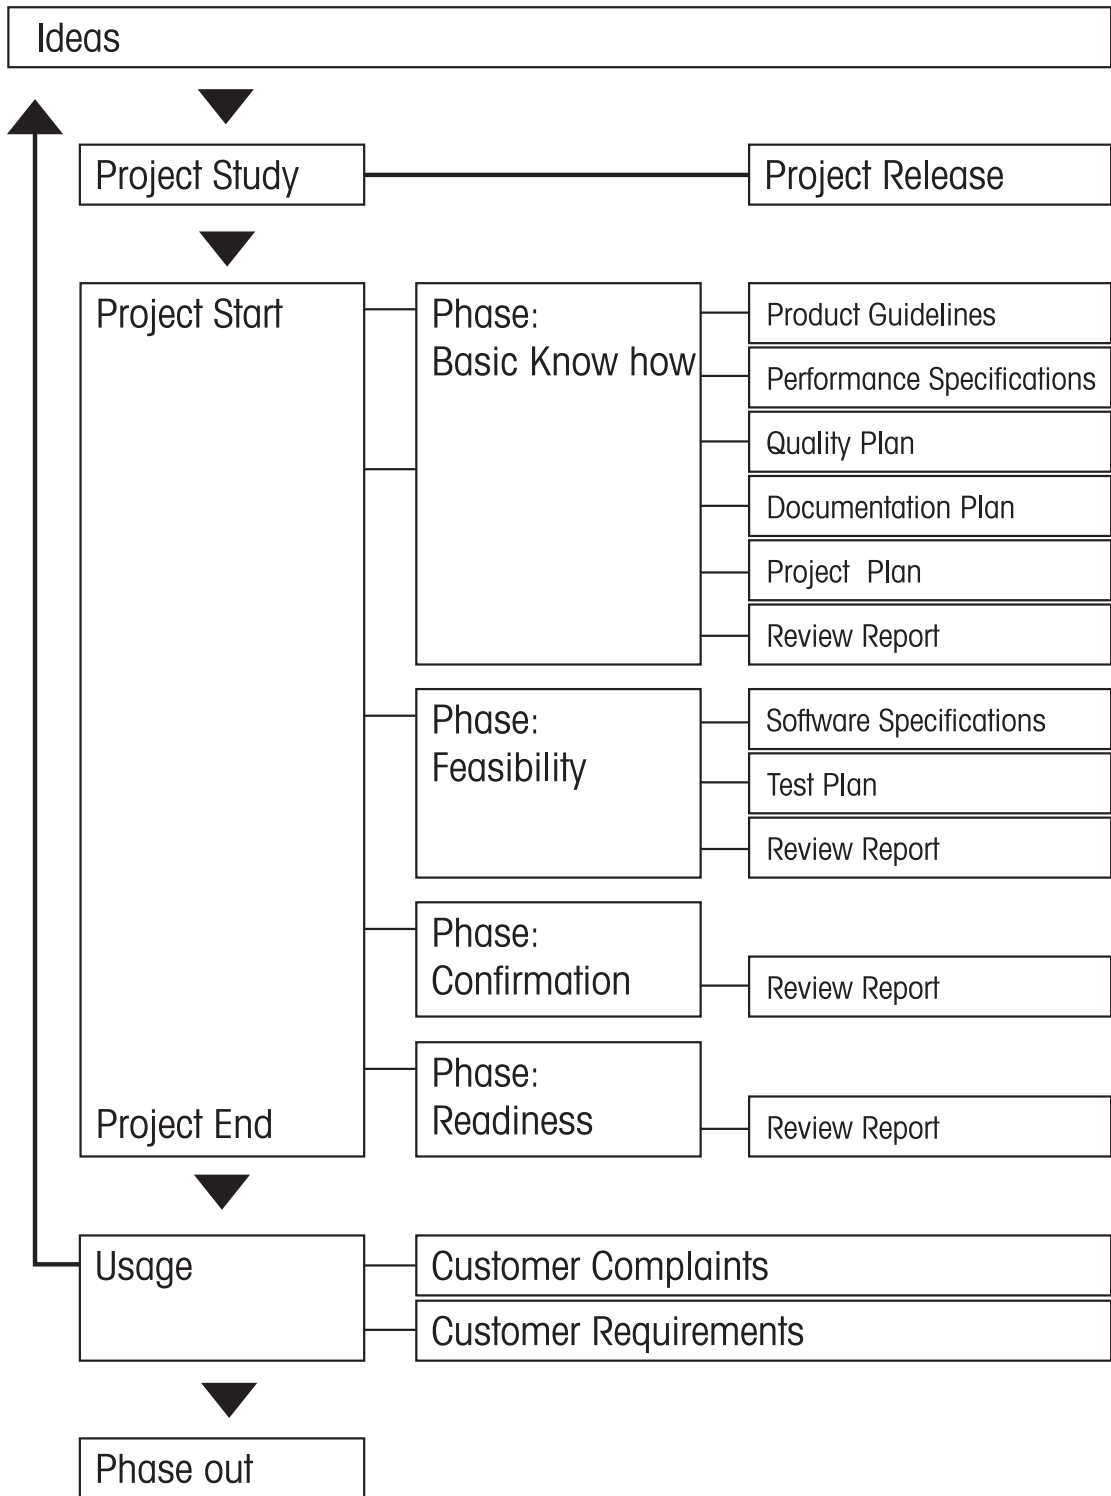 Ideas
Project Study
Project Release
Project Start
Phase:
Basic Know how
Product Guidelines
Performance Specifications
Quality Plan
Documentation Plan
Project Plan
Review Report
Phase:
Feasibility
Software Specifications
Test Plan
Review Report
Phase:
Confirmation
Review Report
Phase:
Readiness
Review Report
Project End
Usage
Customer Complaints
Customer Requirements
Phase out